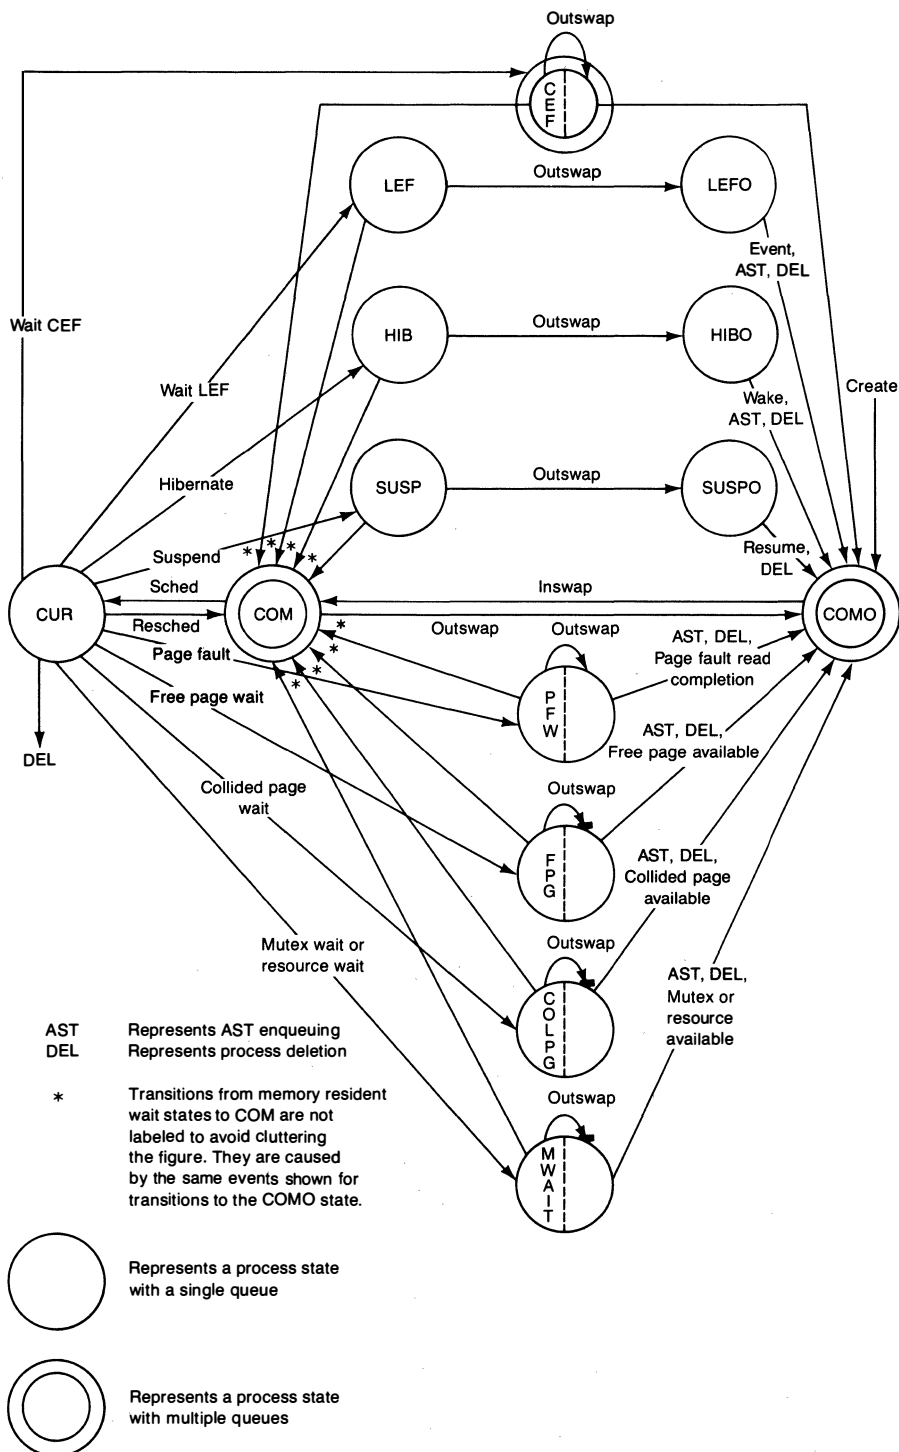 Outswap
CEF
LEF
Outswap
LEFO
Event,
AST, DEL
Wait CEF
HIB
Outswap
HIBO
Wake,
AST, DEL
Create
Wait LEF
Hibernate
SUSP
Outswap
SUSPO
Resume,
DEL
* * * *
Suspend
Sched
CUR
Resched
COM
Inswap
COMO
Outswap
Outswap
Page fault
* * * *
AST, DEL,
Page fault read
completion
PFW
Free page wait
DEL
AST, DEL,
Free page available
Collided page
wait
Outswap
FPG
AST, DEL,
Collided page
available
Mutex wait or
resource wait
Outswap
COLPG
AST, DEL,
Mutex or
resource
available
AST Represents AST enqueuing
DEL Represents process deletion
* Transitions from memory resident
wait states to COM are not
labeled to avoid cluttering
the figure. They are caused
by the same events shown for
transitions to the COMO state.
Outswap
MWAIT
Represents a process state
with a single queue
Represents a process state
with multiple queues